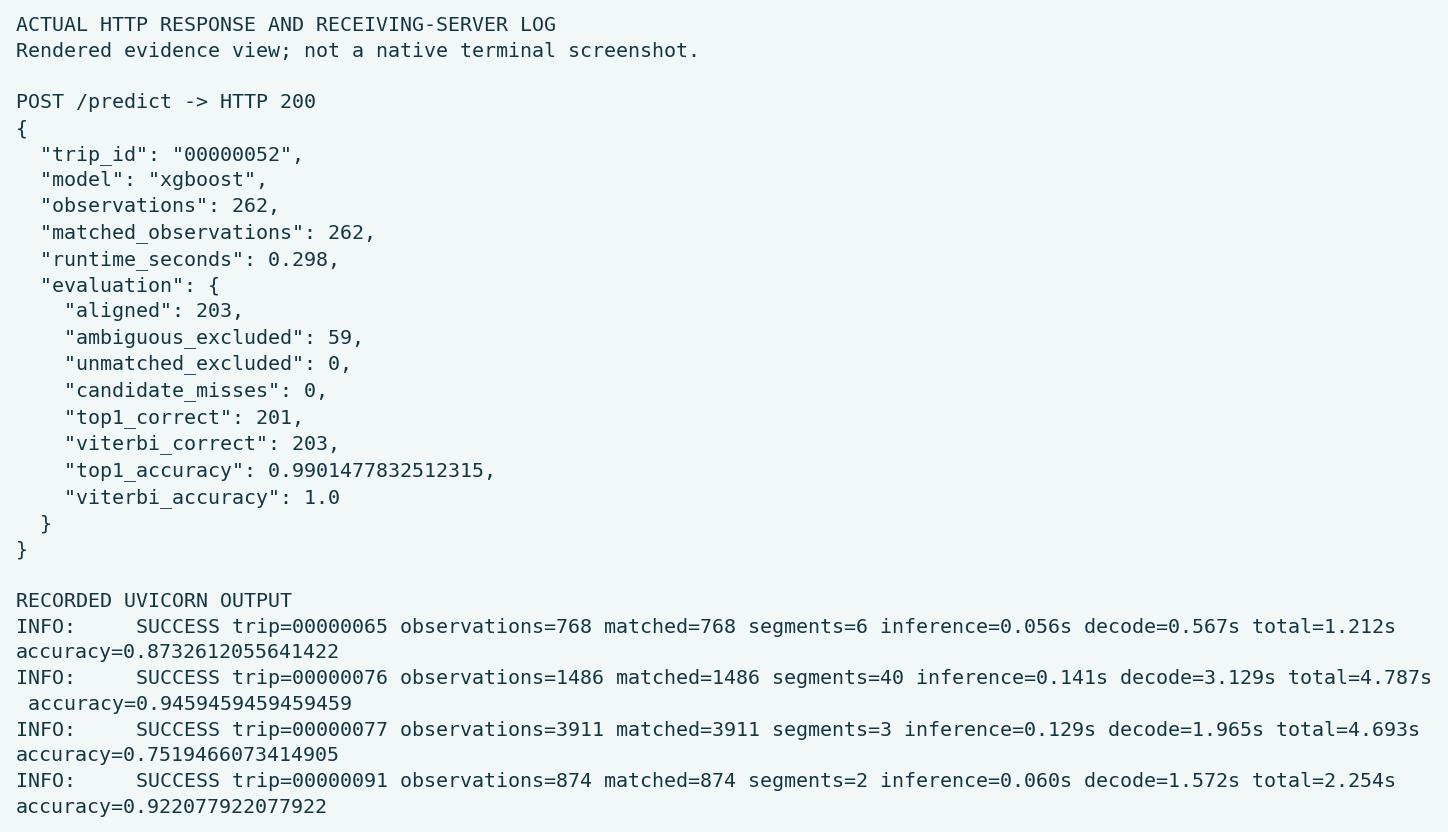 ACTUAL HTTP RESPONSE AND RECEIVING-SERVER LOG
Rendered evidence view; not a native terminal screenshot.
POST /predict -> HTTP 200
{
  "trip_id": "00000052",
  "model": "xgboost",
  "observations": 262,
  "matched_observations": 262,
  "runtime_seconds": 0.298,
  "evaluation": {
    "aligned": 203,
    "ambiguous_excluded": 59,
    "unmatched_excluded": 0,
    "candidate_misses": 0,
    "top1_correct": 201,
    "viterbi_correct": 203,
    "top1_accuracy": 0.9901477832512315,
    "viterbi_accuracy": 1.0
  }
}
RECORDED UVICORN OUTPUT
INFO:     SUCCESS trip=00000065 observations=768 matched=768 segments=6 inference=0.056s decode=0.567s total=1.212s
accuracy=0.8732612055641422
INFO:     SUCCESS trip=00000076 observations=1486 matched=1486 segments=40 inference=0.141s decode=3.129s total=4.787s
 accuracy=0.9459459459459459
INFO:     SUCCESS trip=00000077 observations=3911 matched=3911 segments=3 inference=0.129s decode=1.965s total=4.693s
accuracy=0.7519466073414905
INFO:     SUCCESS trip=00000091 observations=874 matched=874 segments=2 inference=0.060s decode=1.572s total=2.254s
accuracy=0.922077922077922